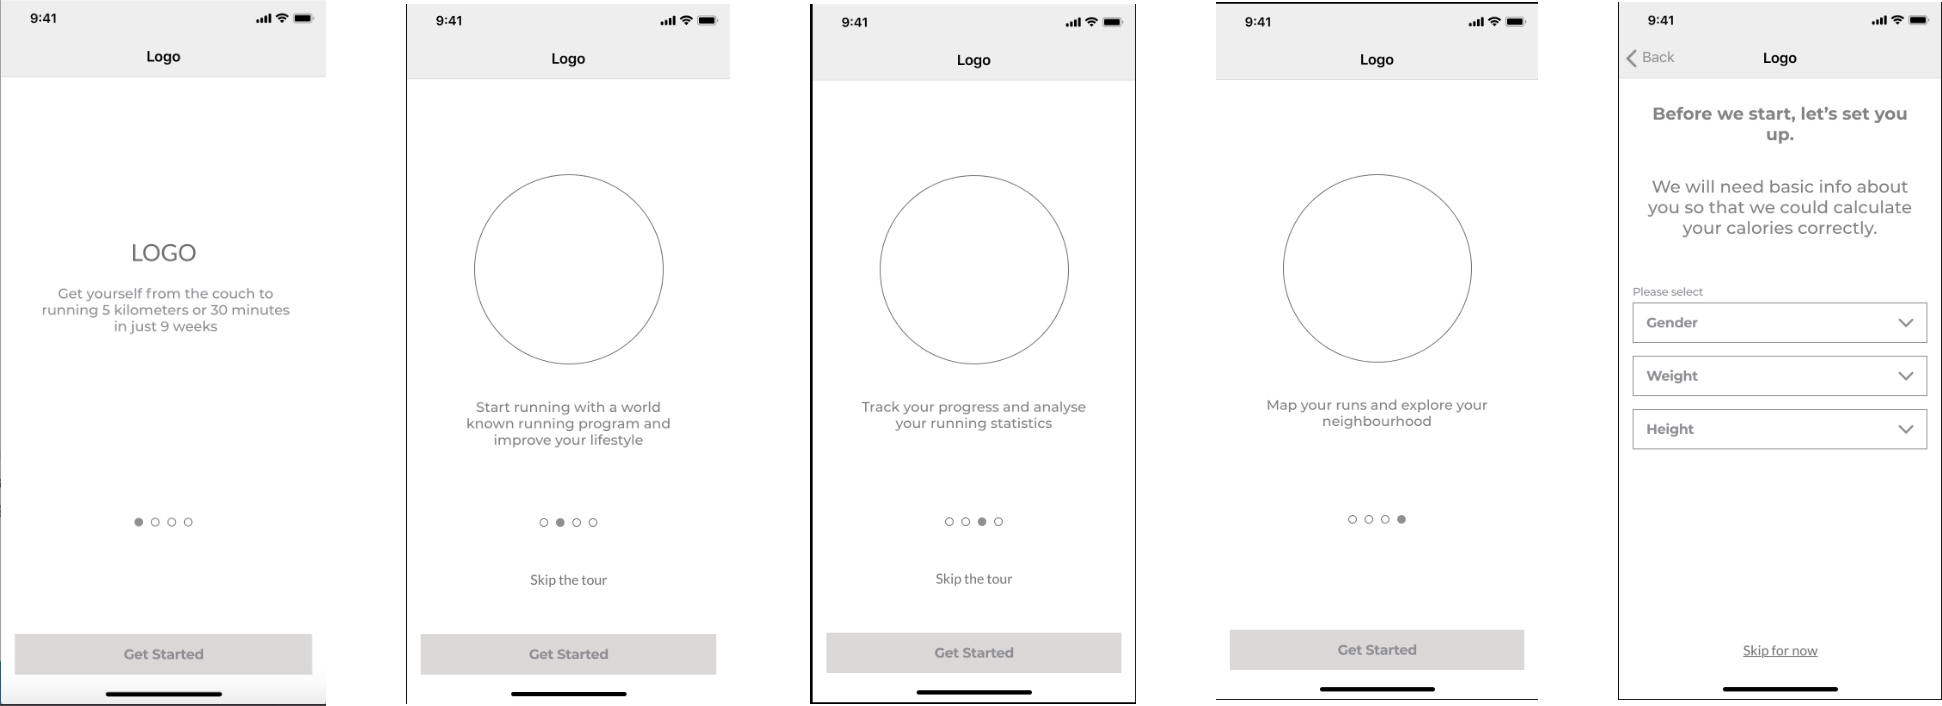 9:41
Logo
LOGO
Get yourself from the couch to
running 5 kilometers or 30 minutes
in just 9 weeks
Get Started
9:41
Logo
Start running with a world
known running program and
improve your lifestyle
Skip the tour
Get Started
9:41
Logo
Track your progress and analyse
your running statistics
Skip the tour
Get Started
9:41
Logo
Map your runs and explore your
neighbourhood
Get Started
9:41
Back
Logo
Before we start, let's set you
up.
We will need basic info about
you so that we could calculate
your calories correctly.
Please select
Gender
Weight
Height
Skip for now